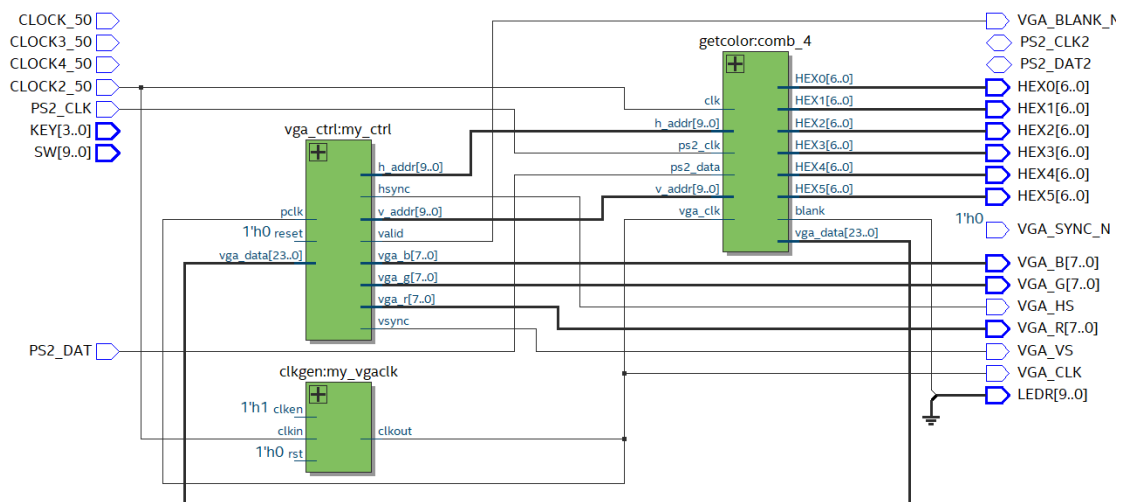 CLOCK_50
CLOCK3_50
CLOCK4_50
CLOCK2_50
PS2_CLK
KEY[3..0]
SW[9..0]
PS2_DAT
vga_ctrl:my_ctrl
pclk
1'h0 reset
vga_data[23..0]
h_addr[9..0]
hsync
v_addr[9..0]
valid
vga_b[7..0]
vga_g[7..0]
vga_r[7..0]
vsync
clkgen:my_vgaclk
1'h1 clken
clkin
1'h0 rst
clkout
getcolor:comb_4
clk
h_addr[9..0]
ps2_clk
ps2_data
v_addr[9..0]
vga_clk
HEX0[6..0]
HEX1[6..0]
HEX2[6..0]
HEX3[6..0]
HEX4[6..0]
HEX5[6..0]
blank
vga_data[23..0]
VGA_BLANK_N
PS2_CLK2
PS2_DAT2
HEX0[6..0]
HEX1[6..0]
HEX2[6..0]
HEX3[6..0]
HEX4[6..0]
HEX5[6..0]
1'h0
VGA_SYNC_N
VGA_B[7..0]
VGA_G[7..0]
VGA_HS
VGA_R[7..0]
VGA_VS
VGA_CLK
LEDR[9..0]